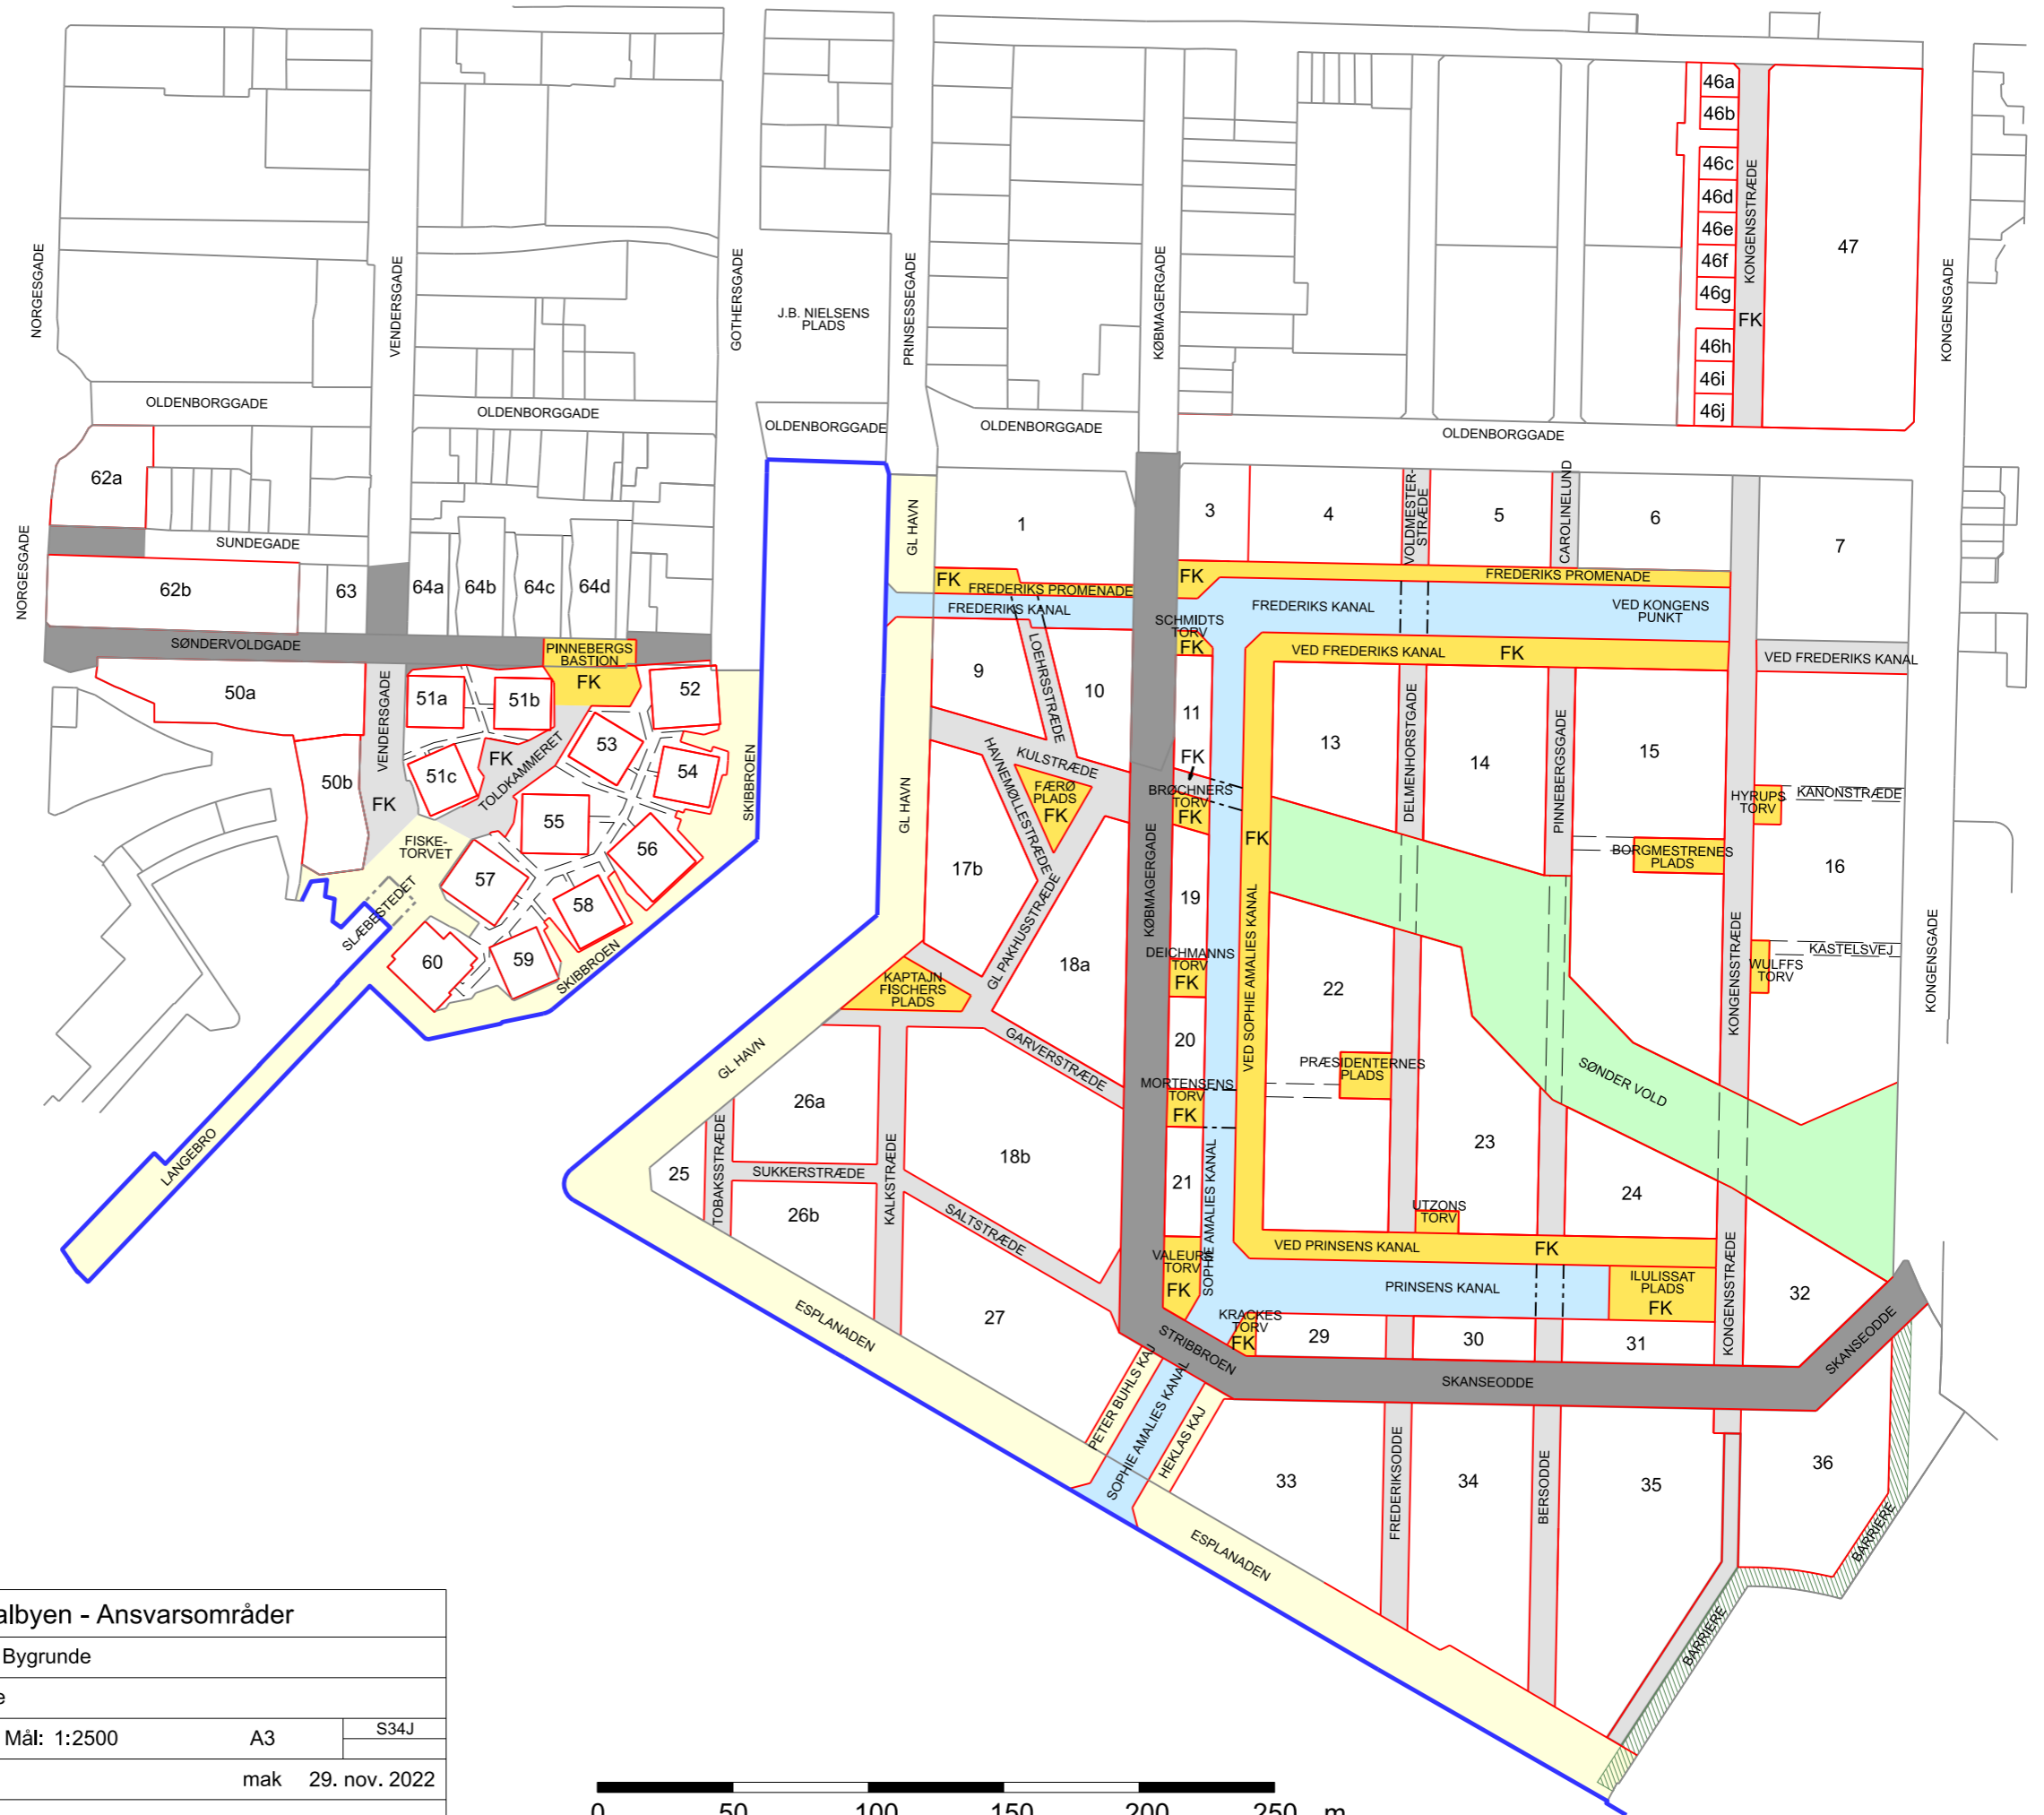 46a
46b
46c
46d
46e
46f
46g
46h
46i
46j
KONGENSSTRÆDE
FK
47
KONGENSGADE
NORGESGADE
VENDERSGADE
GOTHERSGADE
J.B. NIELSENS
PLADS
PRINSESSEGADE
KØBMAGERGADE
OLDENBORGGADE
OLDENBORGGADE
OLDENBORGGADE
OLDENBORGGADE
OLDENBORGGADE
62a
NORGESGADE
SUNDEGADE
62b
63
64a
64b
64c
64d
SØNDERVOLDGADE
PINNEBERGS
BASTION
FK
50a
50b
VENDERSGADE
FK
51a
51b
51c
FK
TOLDKAMMERET
52
53
54
55
56
57
58
59
60
SKIBBROEN
SKIBBROEN
FISKE-
TORVET
SLÆBESTEDET
LANGEBRO
GL HAVN
1
3
4
VOLDMESTER-
STRÆDE
5
CAROLINELUND
6
7
FK
FREDERIKS PROMENADE
FK
FREDERIKS PROMENADE
FREDERIKS KANAL
FREDERIKS KANAL
VED KONGENS
PUNKT
SCHMIDTS
TORV
FK
VED FREDERIKS KANAL
FK
VED FREDERIKS KANAL
9
LOEHRSSTRÆDE
10
11
FK
13
DELMENHORSTGADE
14
PINNEBERGSGADE
15
GL HAVN
KULSTRÆDE
HAVNEMØLLESTRÆDE
FÆRØ
PLADS
FK
BRØCHNERS
TORV
FK
HYRUPS
TORV
KANONSTRÆDE
BORGMESTRENES
PLADS
16
FK
17b
GL PAKHUSSTRÆDE
KØBMAGERGADE
19
VED SOPHIE AMALIES KANAL
KONGENSSTRÆDE
KONGENSGADE
18a
DEICHMANNS
TORV
FK
22
WULFFS
TORV
KASTELSVEJ
KAPTAJN
FISCHERS
PLADS
GL HAVN
GARVERSTRÆDE
20
PRÆSIDENTERNES
PLADS
SØNDER VOLD
MORTENSENS
TORV
FK
26a
TOBAKSSTRÆDE
KALKSTRÆDE
25
SUKKERSTRÆDE
26b
18b
21
SOPHIE AMALIES KANAL
23
24
UTZONS
TORV
SALTSTRÆDE
VALEURS
TORV
FK
VED PRINSENS KANAL
FK
PRINSENS KANAL
ILULISSAT
PLADS
FK
KONGENSSTRÆDE
32
27
ESPLANADEN
KRACKES
TORV
FK
29
30
31
STRIBBROEN
SKANSEODDE
SKANSEODDE
PETER BUHLS KAJ
SOPHIE AMALIES KANAL
HEKLAS KAJ
33
FREDERIKSODDE
34
BERSODDE
35
36
ESPLANADEN
BARRIERE
BARRIERE
albyen - Ansvarsområder
Bygrunde
e
Mål: 1:2500
A3
S34J
mak 29. nov. 2022
0 50 100 150 200 250 m